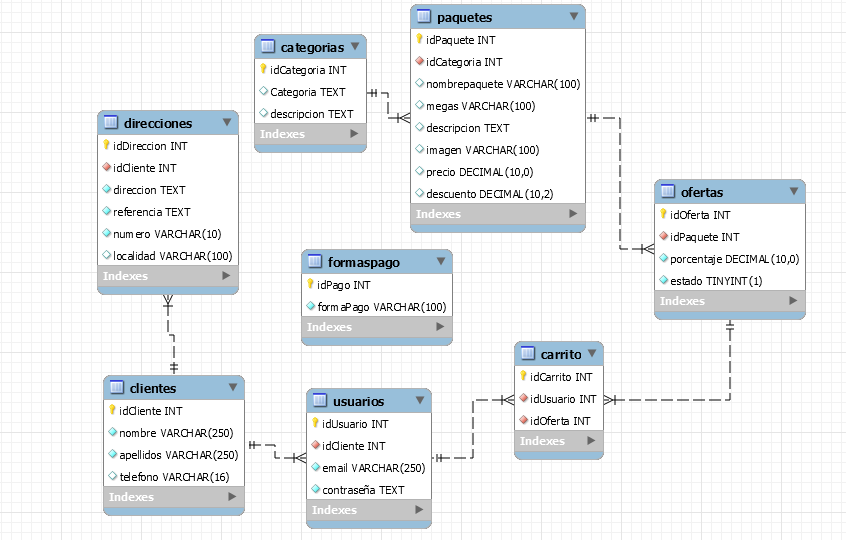 paquetes
idPaquete INT
idCategoria INT
nombrepaquete VARCHAR(100)
megas VARCHAR(100)
descripcion TEXT
imagen VARCHAR(100)
precio DECIMAL(10,0)
descuento DECIMAL(10,2)
Indexes
categorias
idCategoria INT
Categoria TEXT
descripcion TEXT
Indexes
direcciones
idDireccion INT
idCliente INT
direccion TEXT
referencia TEXT
numero VARCHAR(10)
localidad VARCHAR(100)
Indexes
ofertas
idOferta INT
idPaquete INT
porcentaje DECIMAL(10,0)
estado TINYINT(1)
Indexes
formaspago
idPago INT
formaPago VARCHAR(100)
Indexes
carrito
idCarrito INT
idUsuario INT
idOferta INT
Indexes
clientes
idCliente INT
nombre VARCHAR(250)
apellidos VARCHAR(250)
telefono VARCHAR(16)
Indexes
usuarios
idUsuario INT
idCliente INT
email VARCHAR(250)
contraseña TEXT
Indexes